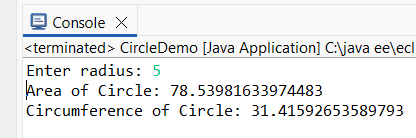 Console
<terminated> CircleDemo [Java Application] C:\java ee\ecl
Enter radius: 5
Area of Circle: 78.53981633974483
Circumference of Circle: 31.41592653589793